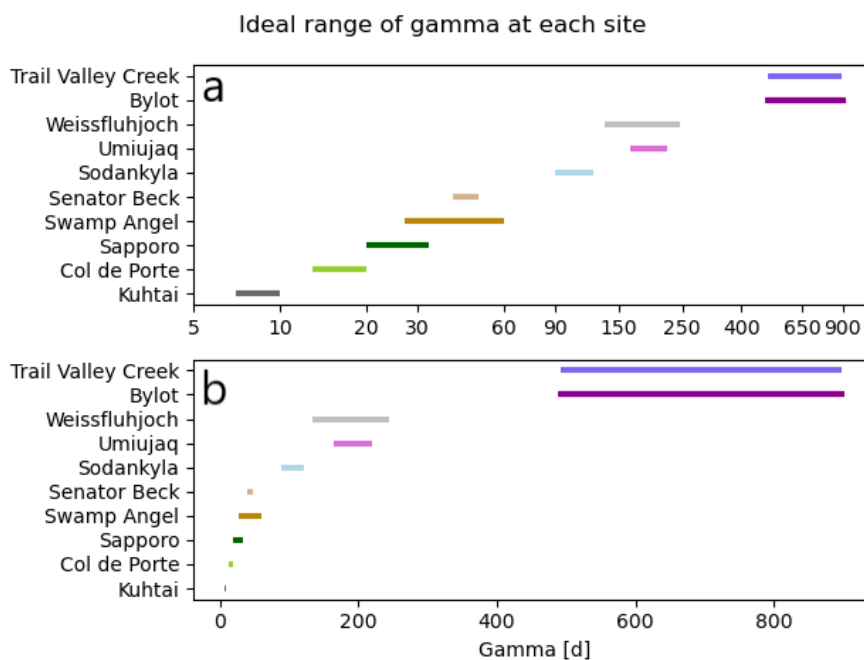 Ideal range of gamma at each site
a
Trail Valley Creek
Bylot
Weissfluhjoch
Umiujaq
Sodankyla
Senator Beck
Swamp Angel
Sapporo
Col de Porte
Kuhtai
5 10 20 30 60 90 150 250 400 650 900
b
Trail Valley Creek
Bylot
Weissfluhjoch
Umiujaq
Sodankyla
Senator Beck
Swamp Angel
Sapporo
Col de Porte
Kuhtai
0 200 400 600 800
Gamma [d]